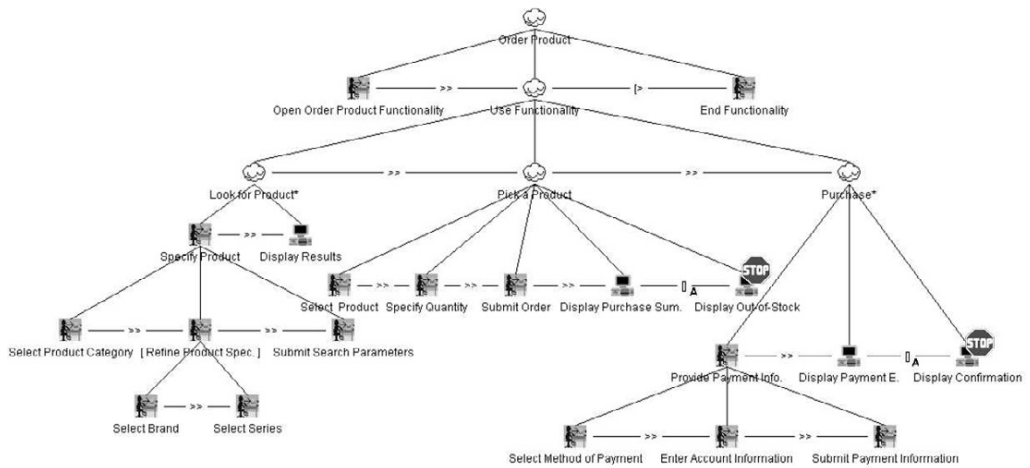 Order Product
>> [>
Open Order Product Functionality Use Functionality End Functionality
>> >>
Look for Product* Pick a Product Purchase*
>>
Specify Product Display Results
>> >> >> [] A STOP
Select Product Specify Quantity Submit Order Display Purchase Sum. Display Out-of-Stock
>> >>
Select Product Category [ Refine Product Spec. ] Submit Search Parameters
>> [] A STOP
Provide Payment Info. Display Payment E. Display Confirmation
>>
Select Brand Select Series
>> >>
Select Method of Payment Enter Account Information Submit Payment Information